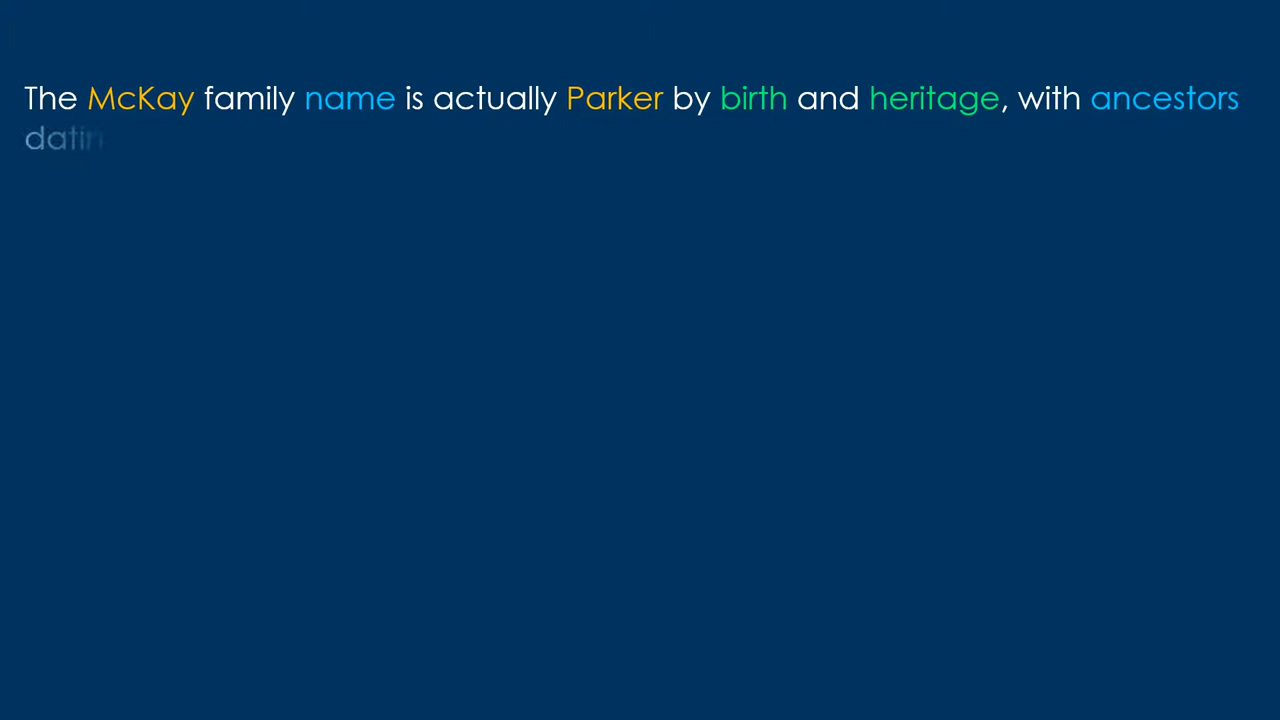 The McKay family name is actually Parker by birth and heritage, with ancestors